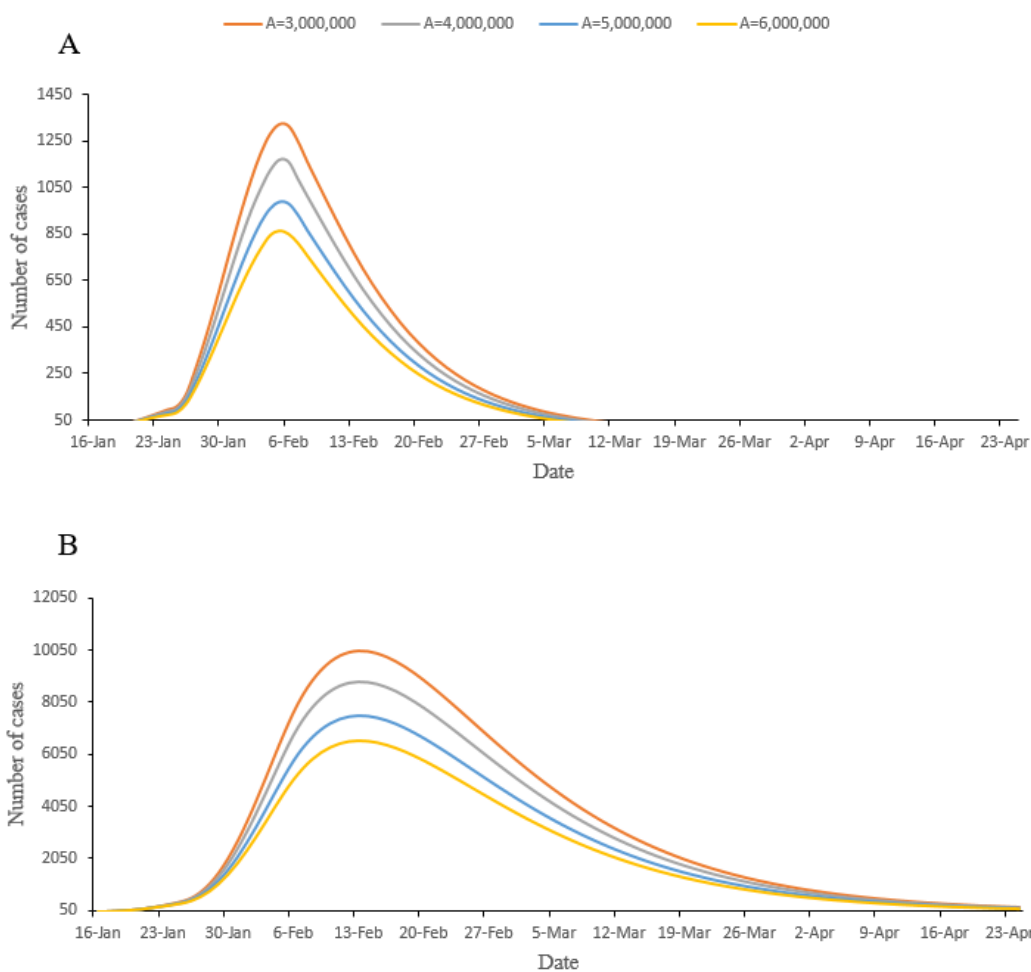 A=3,000,000 A=4,000,000 A=5,000,000 A=6,000,000
A
1450
1250
1050
850
650
450
250
50
Number of cases
16-Jan 23-Jan 30-Jan 6-Feb 13-Feb 20-Feb 27-Feb 5-Mar 12-Mar 19-Mar 26-Mar 2-Apr 9-Apr 16-Apr 23-Apr
Date
B
12050
10050
8050
6050
4050
2050
50
Number of cases
16-Jan 23-Jan 30-Jan 6-Feb 13-Feb 20-Feb 27-Feb 5-Mar 12-Mar 19-Mar 26-Mar 2-Apr 9-Apr 16-Apr 23-Apr
Date